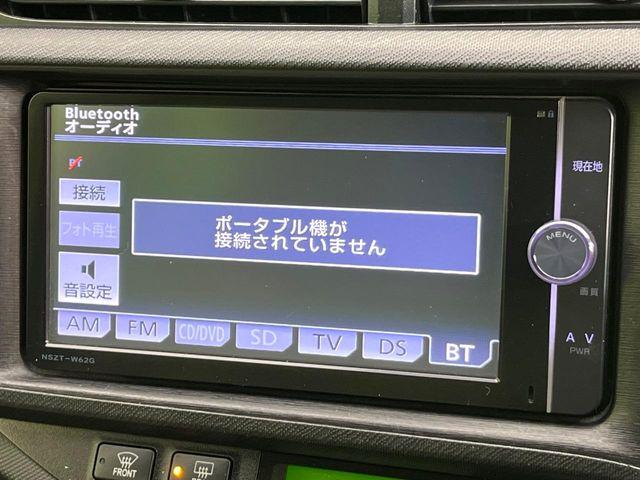 Bluetooth
オーディオ
BT
接続
フォト再生
音設定
ポータブル機が
接続されていません
AM FM CD/DVD SD TV DS BT
NSZT-W62G
現在地
MENU
画質
A V
PWR
FRONT